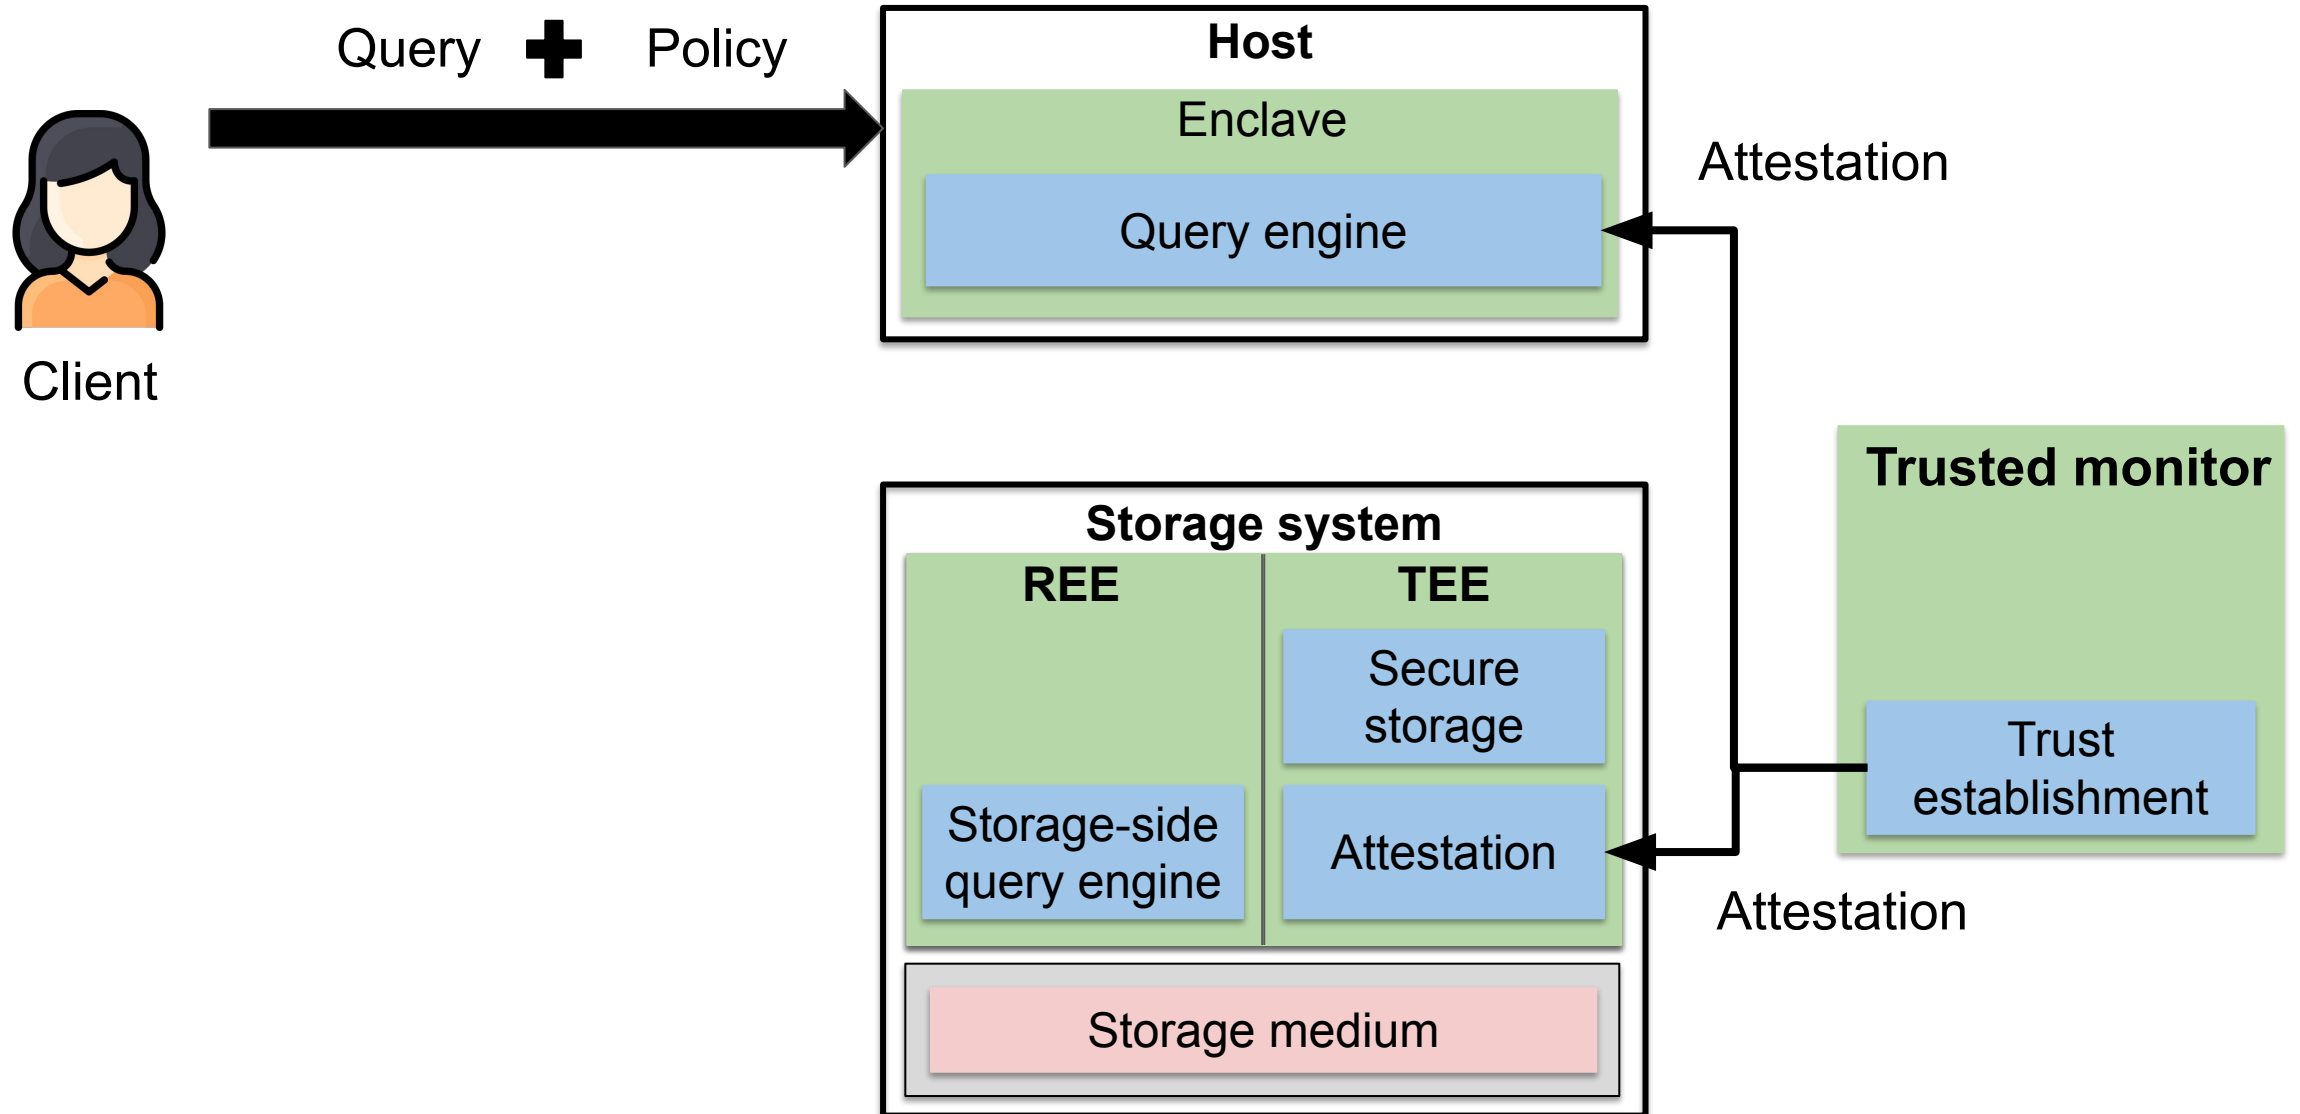 Query + Policy
Host
Enclave
Query engine
Attestation
Client
Trusted monitor
Storage system
REE
TEE
Secure
storage
Trust
establishment
Storage-side
query engine
Attestation
Attestation
Storage medium